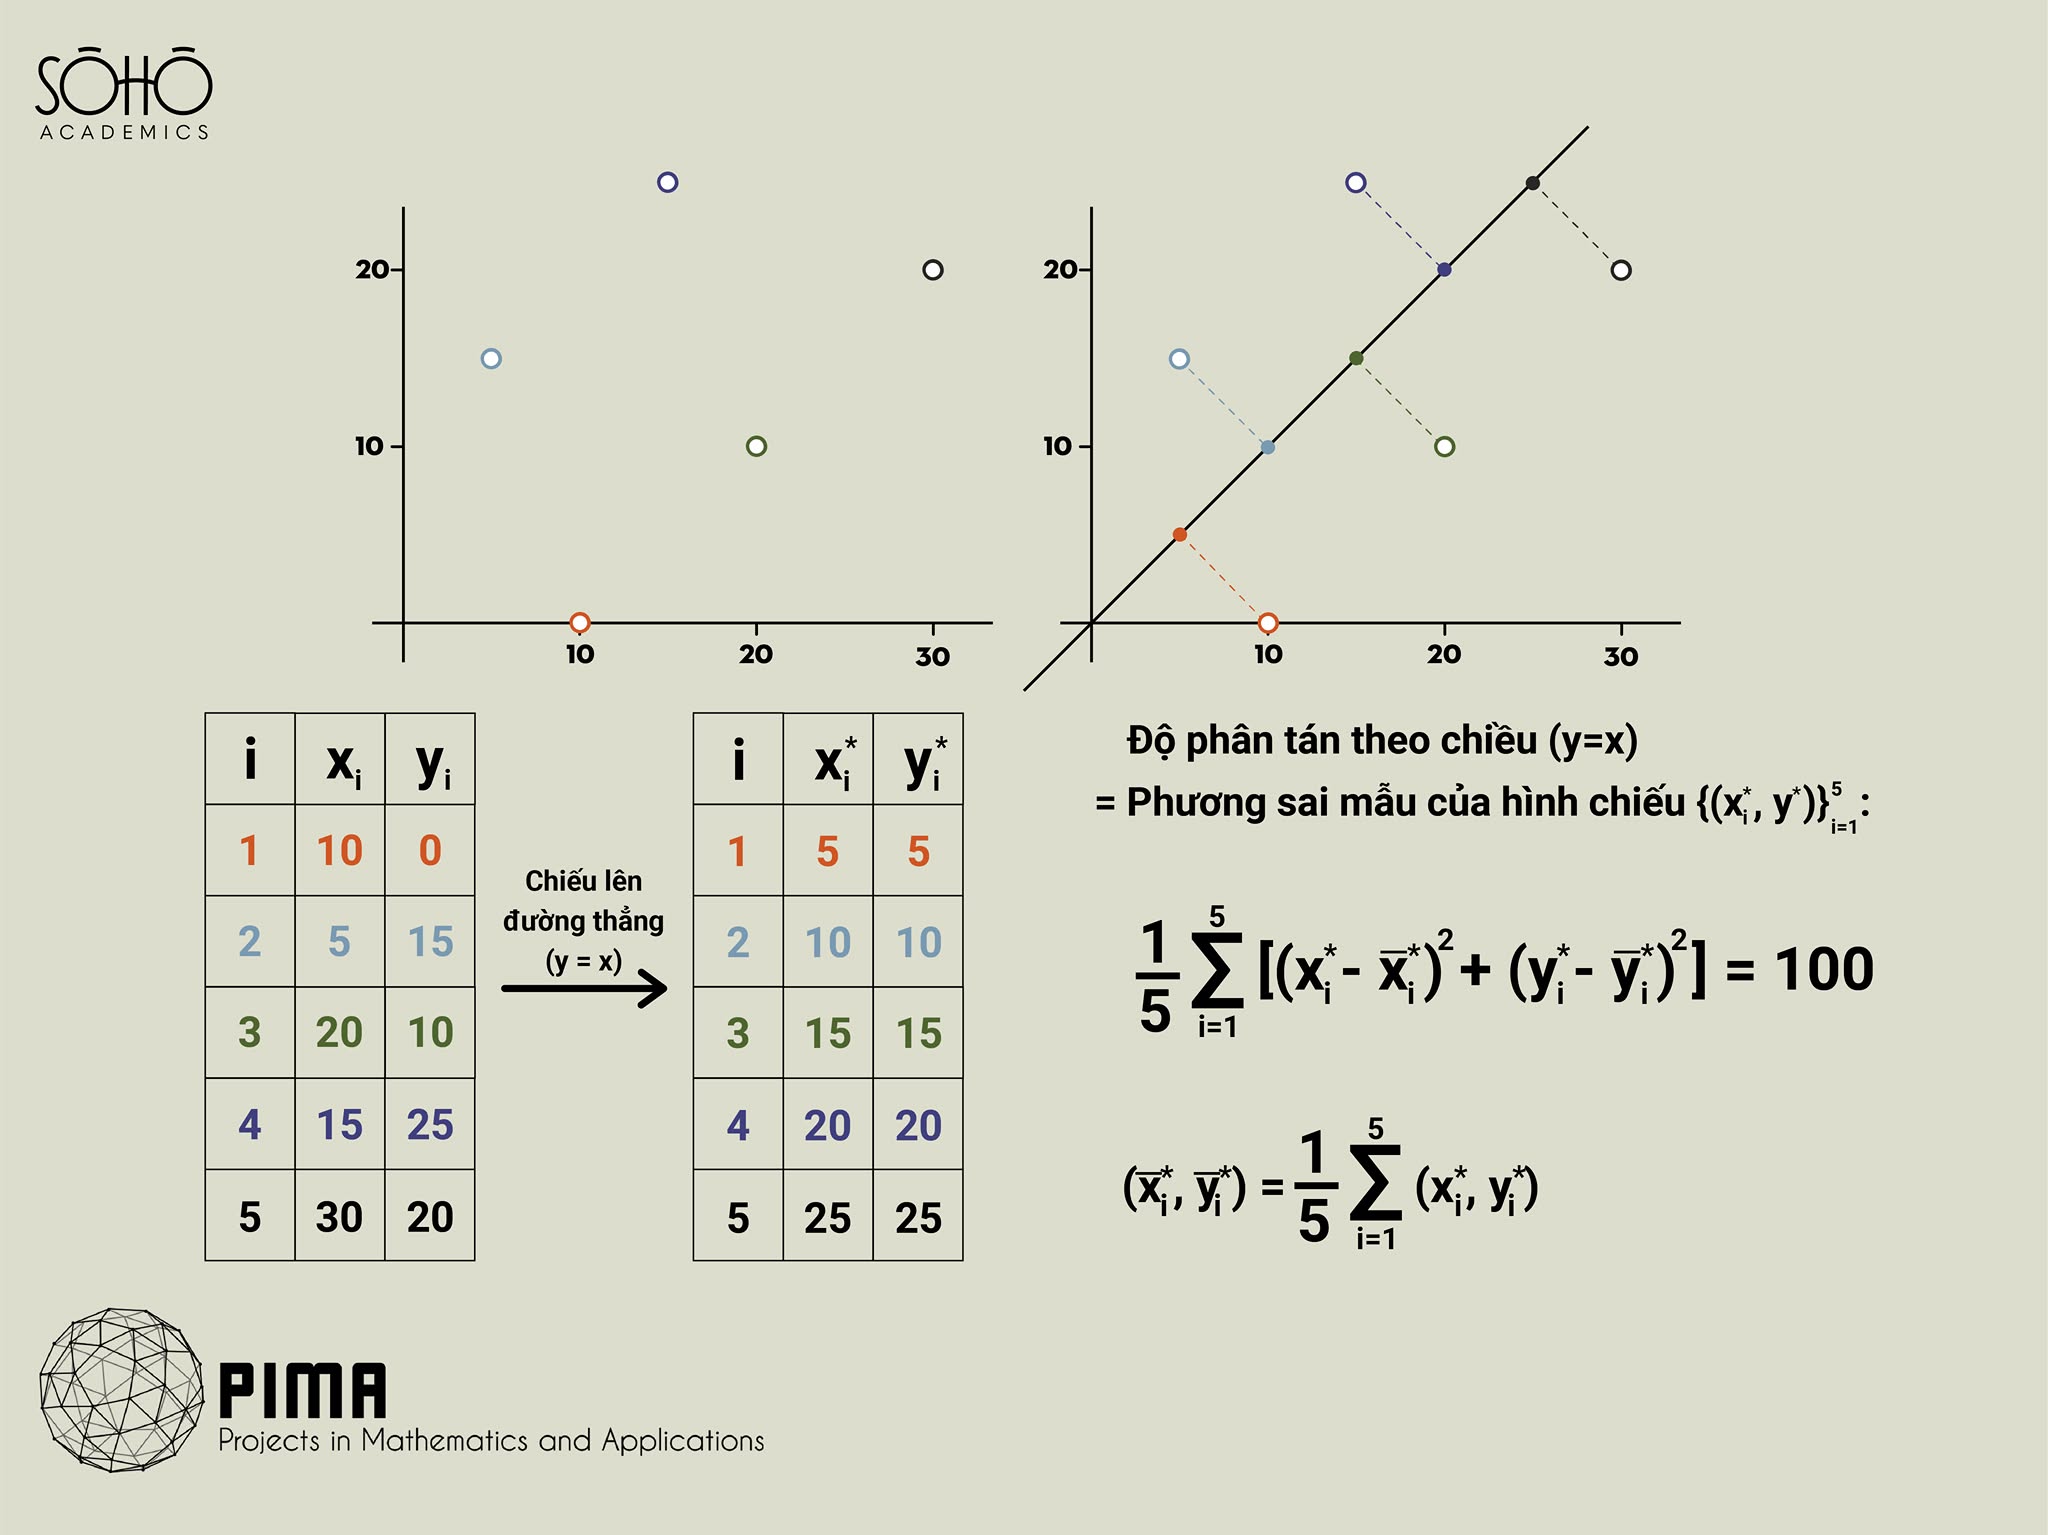 SŌHŌ
ACADEMICS
20
10
10 20 30
20
10
10 20 30
i xᵢ yᵢ
1 10 0
2 5 15
3 20 10
4 15 25
5 30 20
Chiếu lên
đường thẳng
(y = x)
i xᵢ* yᵢ*
1 5 5
2 10 10
3 15 15
4 20 20
5 25 25
Độ phân tán theo chiều (y=x)
= Phương sai mẫu của hình chiếu {(xᵢ*, y*)}⁵ᵢ₌₁ :
1/5 ∑⁵ᵢ₌₁ [(xᵢ* - x̅ᵢ*)² + (yᵢ* - y̅ᵢ*)²] = 100
(x̅ᵢ*, y̅ᵢ*) = 1/5 ∑⁵ᵢ₌₁ (xᵢ*, yᵢ*)
PIMA
Projects in Mathematics and Applications